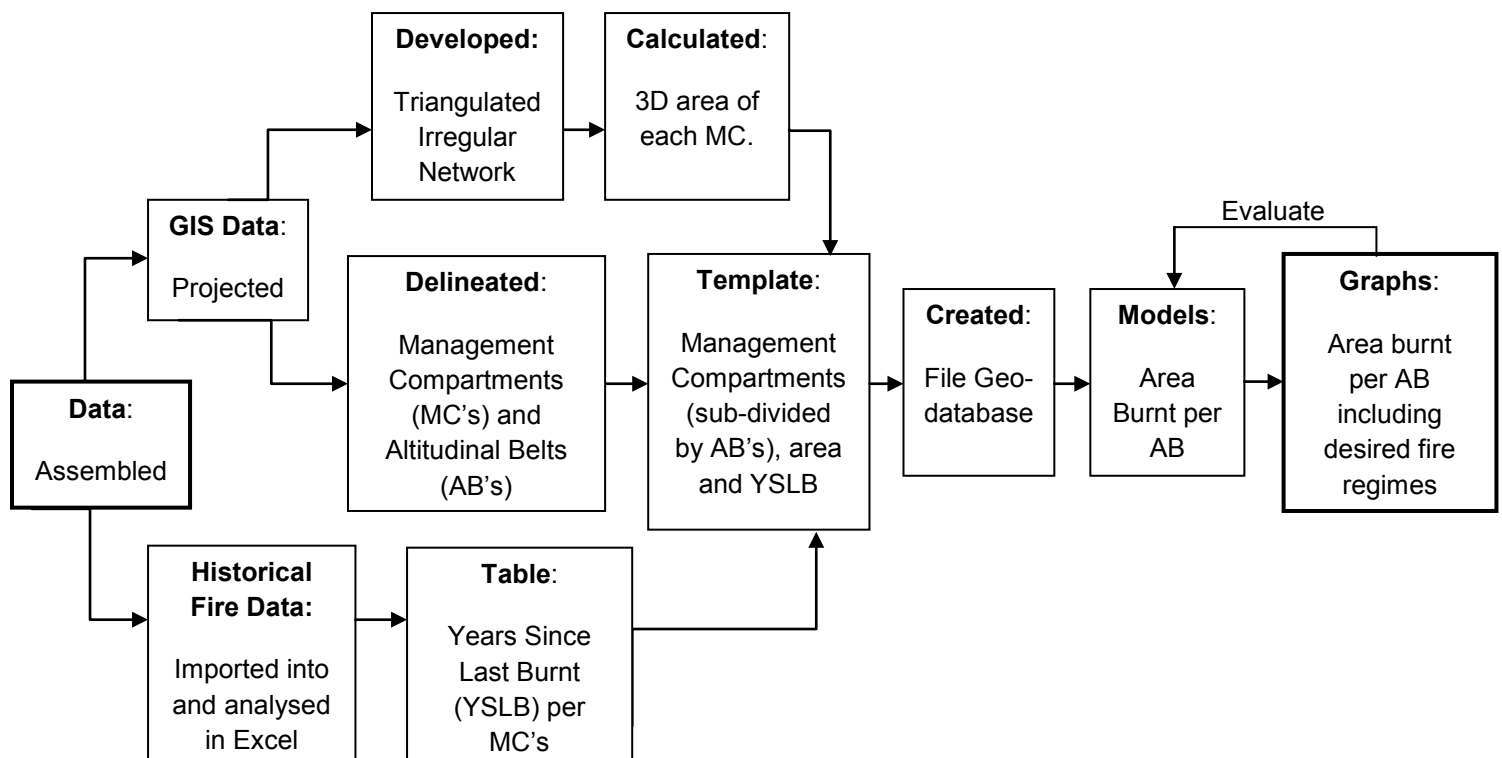 Developed:
Triangulated
Irregular
Network
Calculated:
3D area of
each MC.
GIS Data:
Projected
Delineated:
Management
Compartments
(MC’s) and
Altitudinal Belts
(AB’s)
Data:
Assembled
Historical
Fire Data:
Imported into
and analysed
in Excel
Table:
Years Since
Last Burnt
(YSLB) per
MC’s
Template:
Management
Compartments
(sub-divided
by AB’s), area
and YSLB
Created:
File Geo-
database
Models:
Area
Burnt per
AB
Evaluate
Graphs:
Area burnt
per AB
including
desired fire
regimes